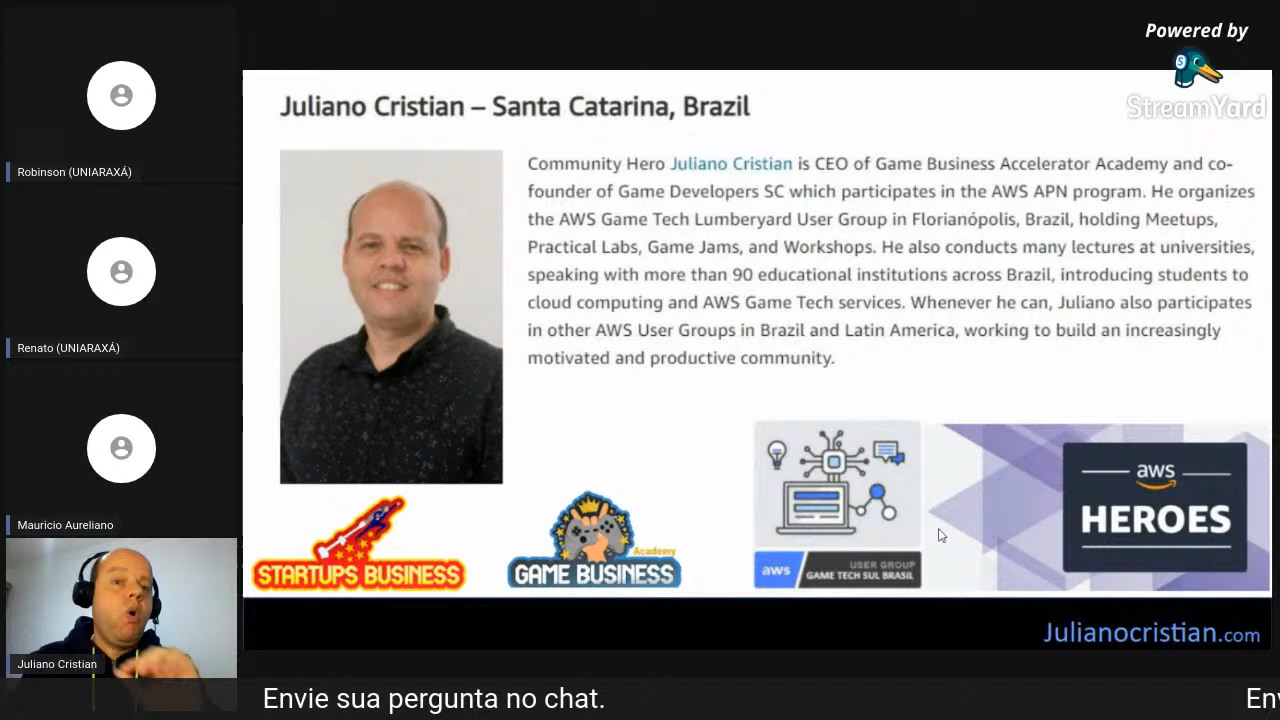 Powered by
StreamYard
Juliano Cristian – Santa Catarina, Brazil
Community Hero Juliano Cristian is CEO of Game Business Accelerator Academy and co-
founder of Game Developers SC which participates in the AWS APN program. He organizes
the AWS Game Tech Lumberyard User Group in Florianópolis, Brazil, holding Meetups,
Practical Labs, Game Jams, and Workshops. He also conducts many lectures at universities,
speaking with more than 90 educational institutions across Brazil, introducing students to
cloud computing and AWS Game Tech services. Whenever he can, Juliano also participates
in other AWS User Groups in Brazil and Latin America, working to build an increasingly
motivated and productive community.
Robinson (UNIARAXÁ)
Renato (UNIARAXÁ)
Mauricio Aureliano
Juliano Cristian
STARTUPS BUSINESS
Academy
GAME BUSINESS
aws
USER GROUP
GAME TECH SUL BRASIL
aws
HEROES
Julianocristian.com
Envie sua pergunta no chat.
Env